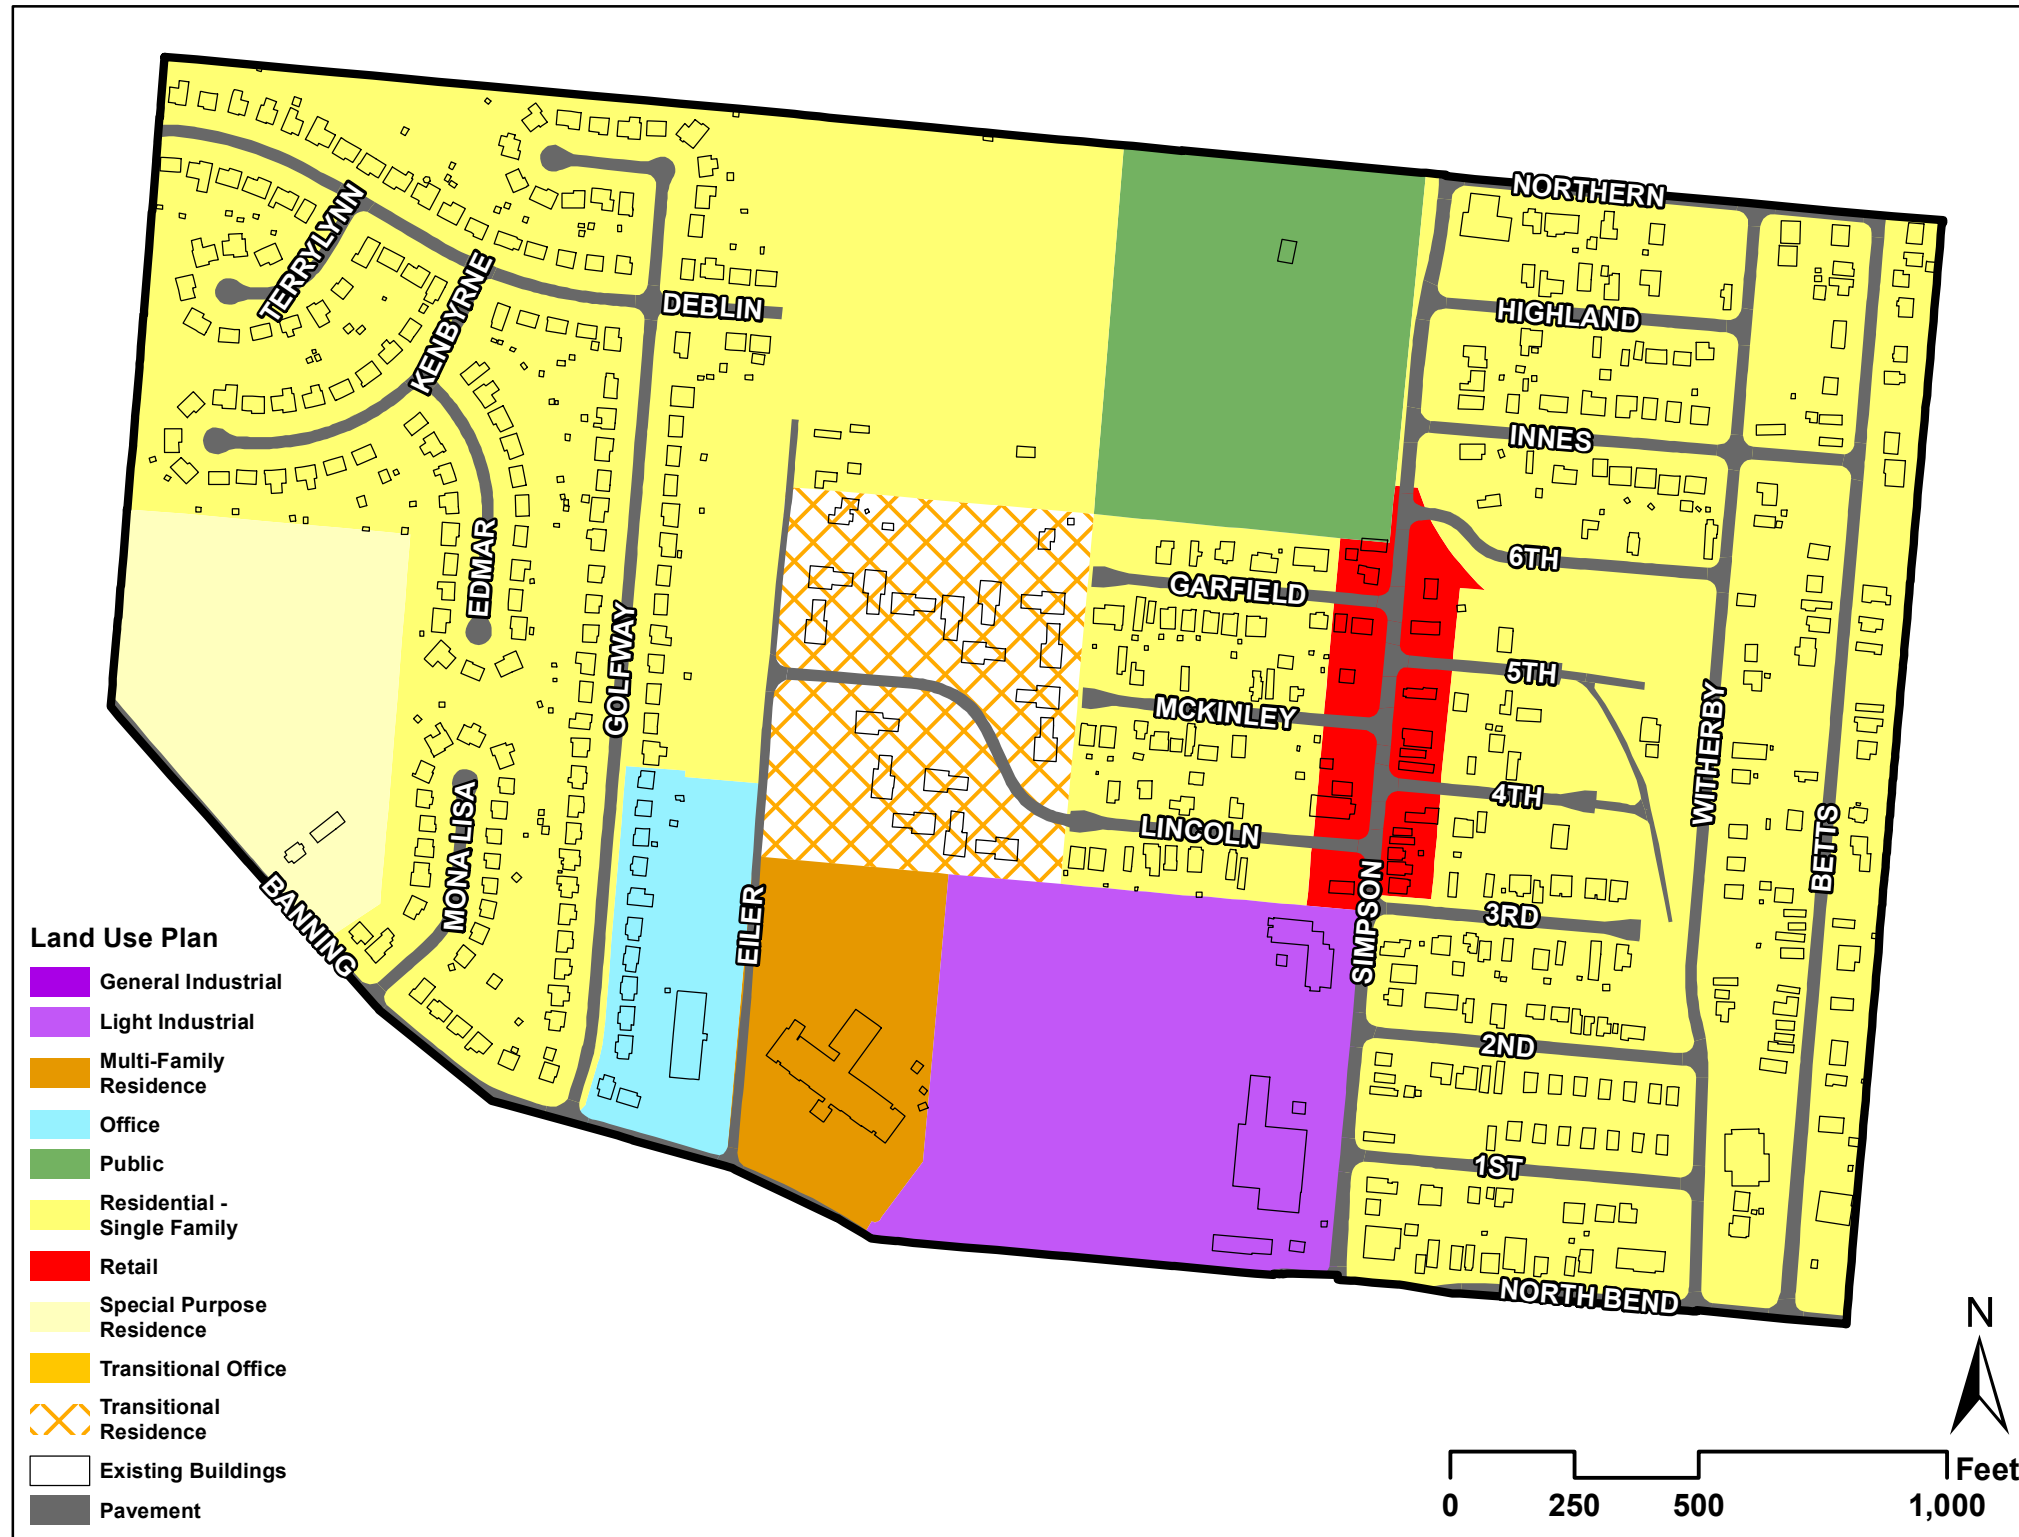 NORTHERN
TERRYLYNN
KENBYRNE
DEBLIN
HIGHLAND
INNES
EDMAR
6TH
GARFIELD
GOLFWAY
5TH
MCKINLEY
WITHERBY
4TH
LINCOLN
MONA LISA
BETTS
BANNING
EILER
SIMPSON
3RD
2ND
1ST
NORTH BEND
Land Use Plan
General Industrial
Light Industrial
Multi-Family
Residence
Office
Public
Residential -
Single Family
Retail
Special Purpose
Residence
Transitional Office
Transitional
Residence
Existing Buildings
Pavement
N
Feet
0 250 500 1,000